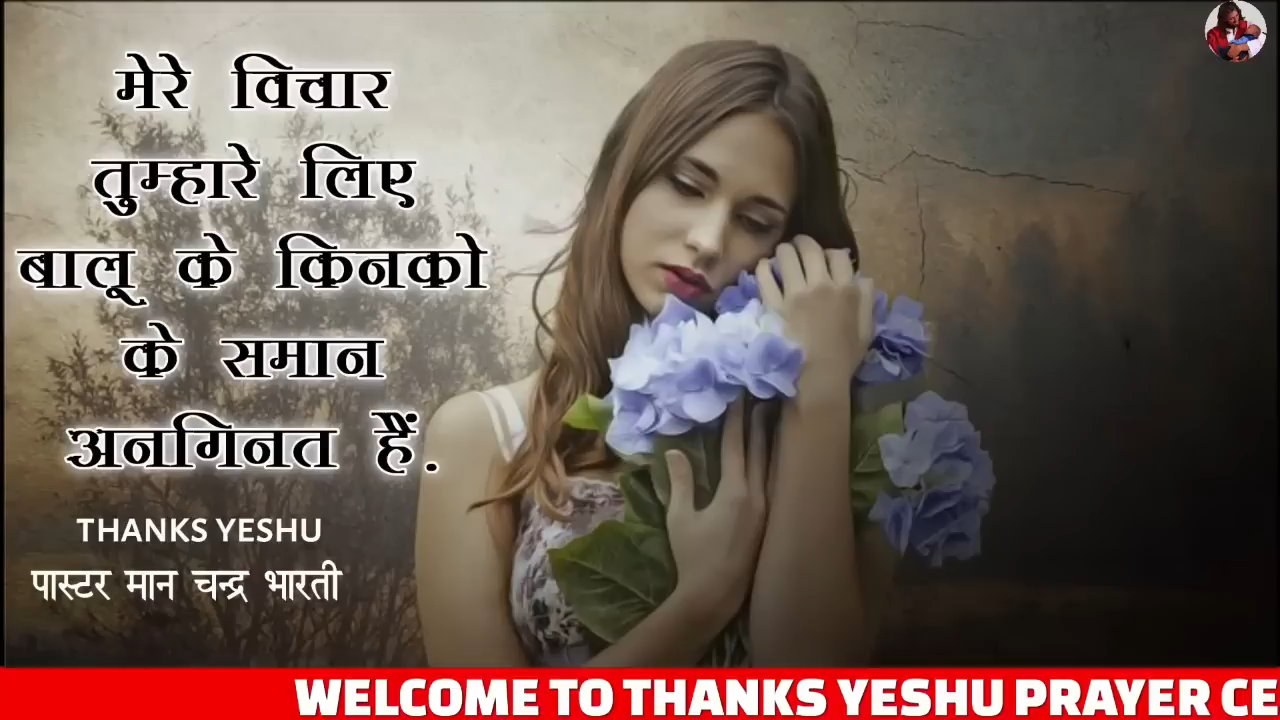 मेरे विचार
तुम्हारे लिए
बालू के किनको
के समान
अनगिनत हैं.
THANKS YESHU
पास्टर मान चन्द्र भारती
WELCOME TO THANKS YESHU PRAYER CE